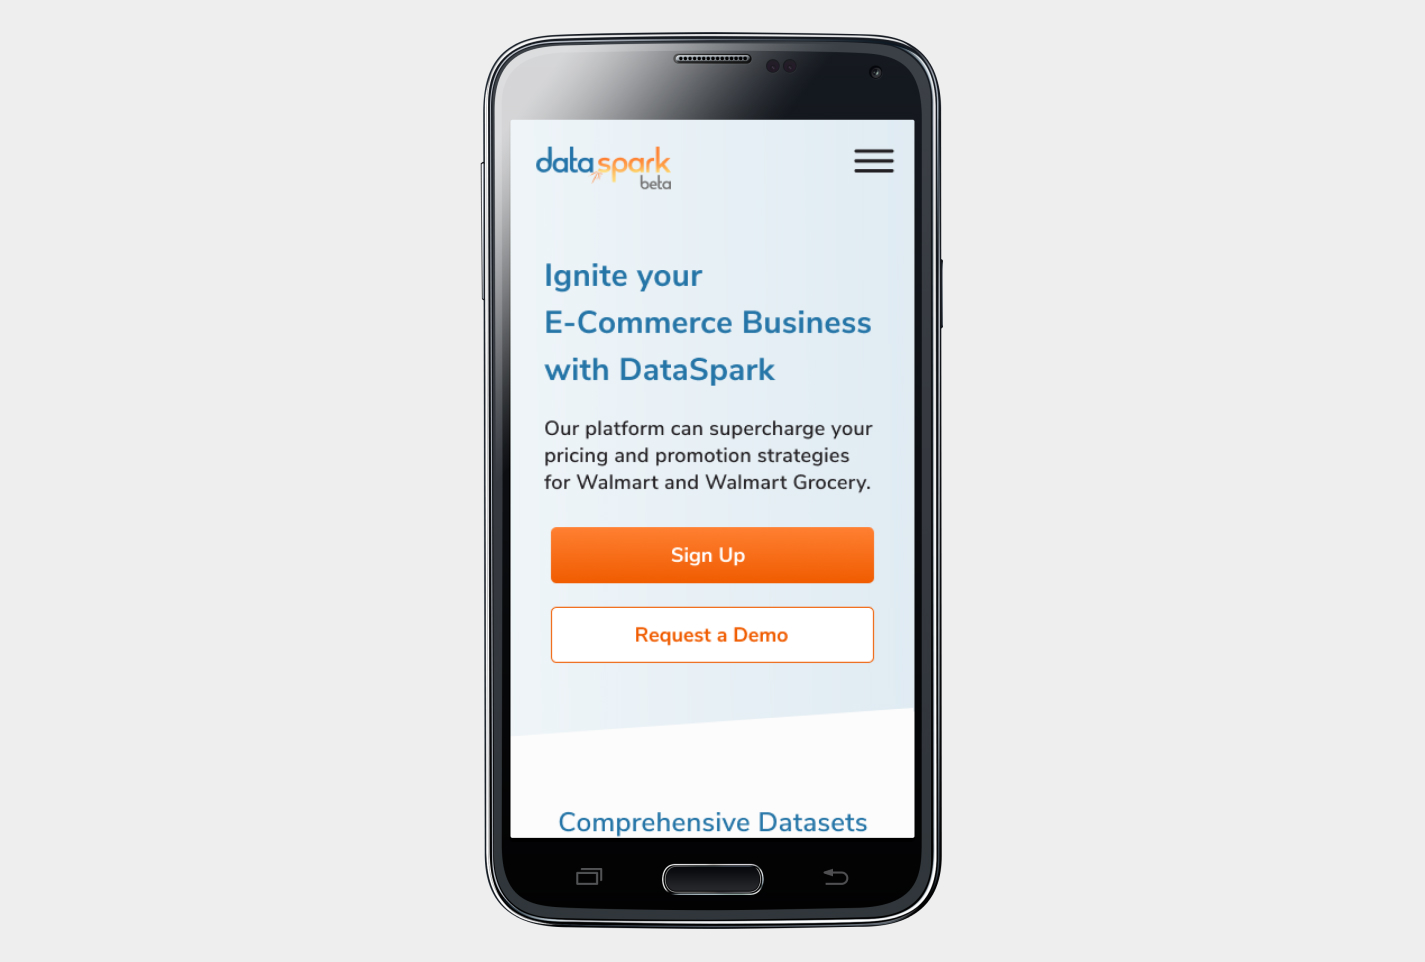 dataspark
beta
Ignite your
E-Commerce Business
with DataSpark
Our platform can supercharge your
pricing and promotion strategies
for Walmart and Walmart Grocery.
Sign Up
Request a Demo
Comprehensive Datasets